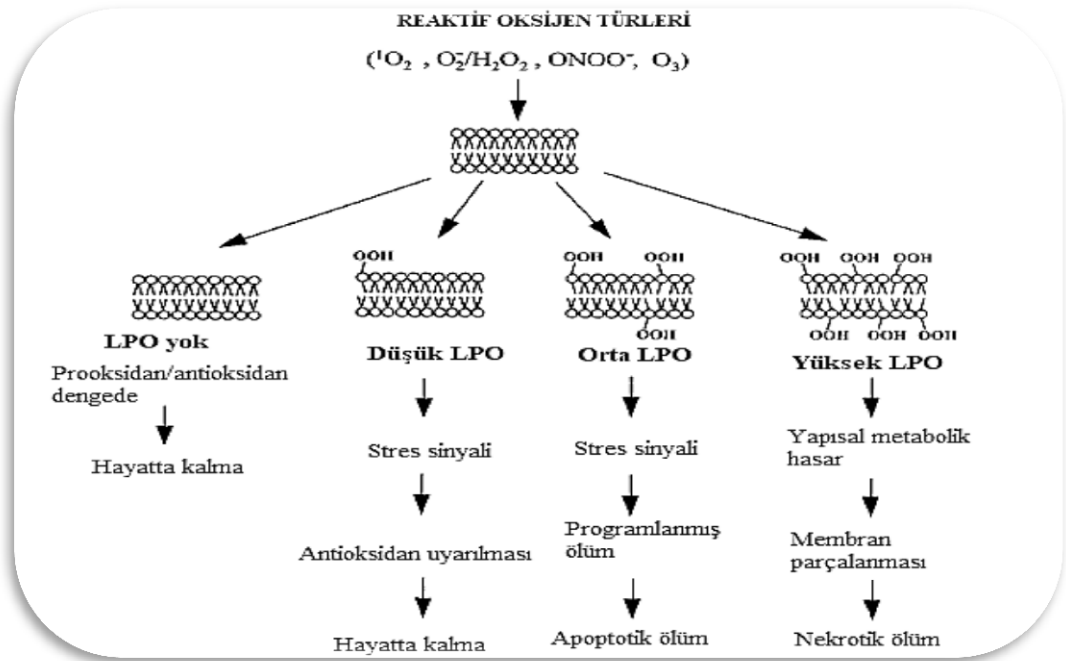 REAKTİF OKSİJEN TÜRLERİ
(¹O₂ , O₂⁻/H₂O₂ , ONOO⁻, O₃)
OOH
OOH OOH
OOH OOH OOH
OOH
OOH OOH OOH
LPO yok
Prooksidan/antioksidan
dengede
Hayatta kalma
Düşük LPO
Stres sinyali
Antioksidan uyarılması
Hayatta kalma
Orta LPO
Stres sinyali
Programlanmış
ölüm
Apoptotik ölüm
Yüksek LPO
Yapısal metabolik
hasar
Membran
parçalanması
Nekrotik ölüm